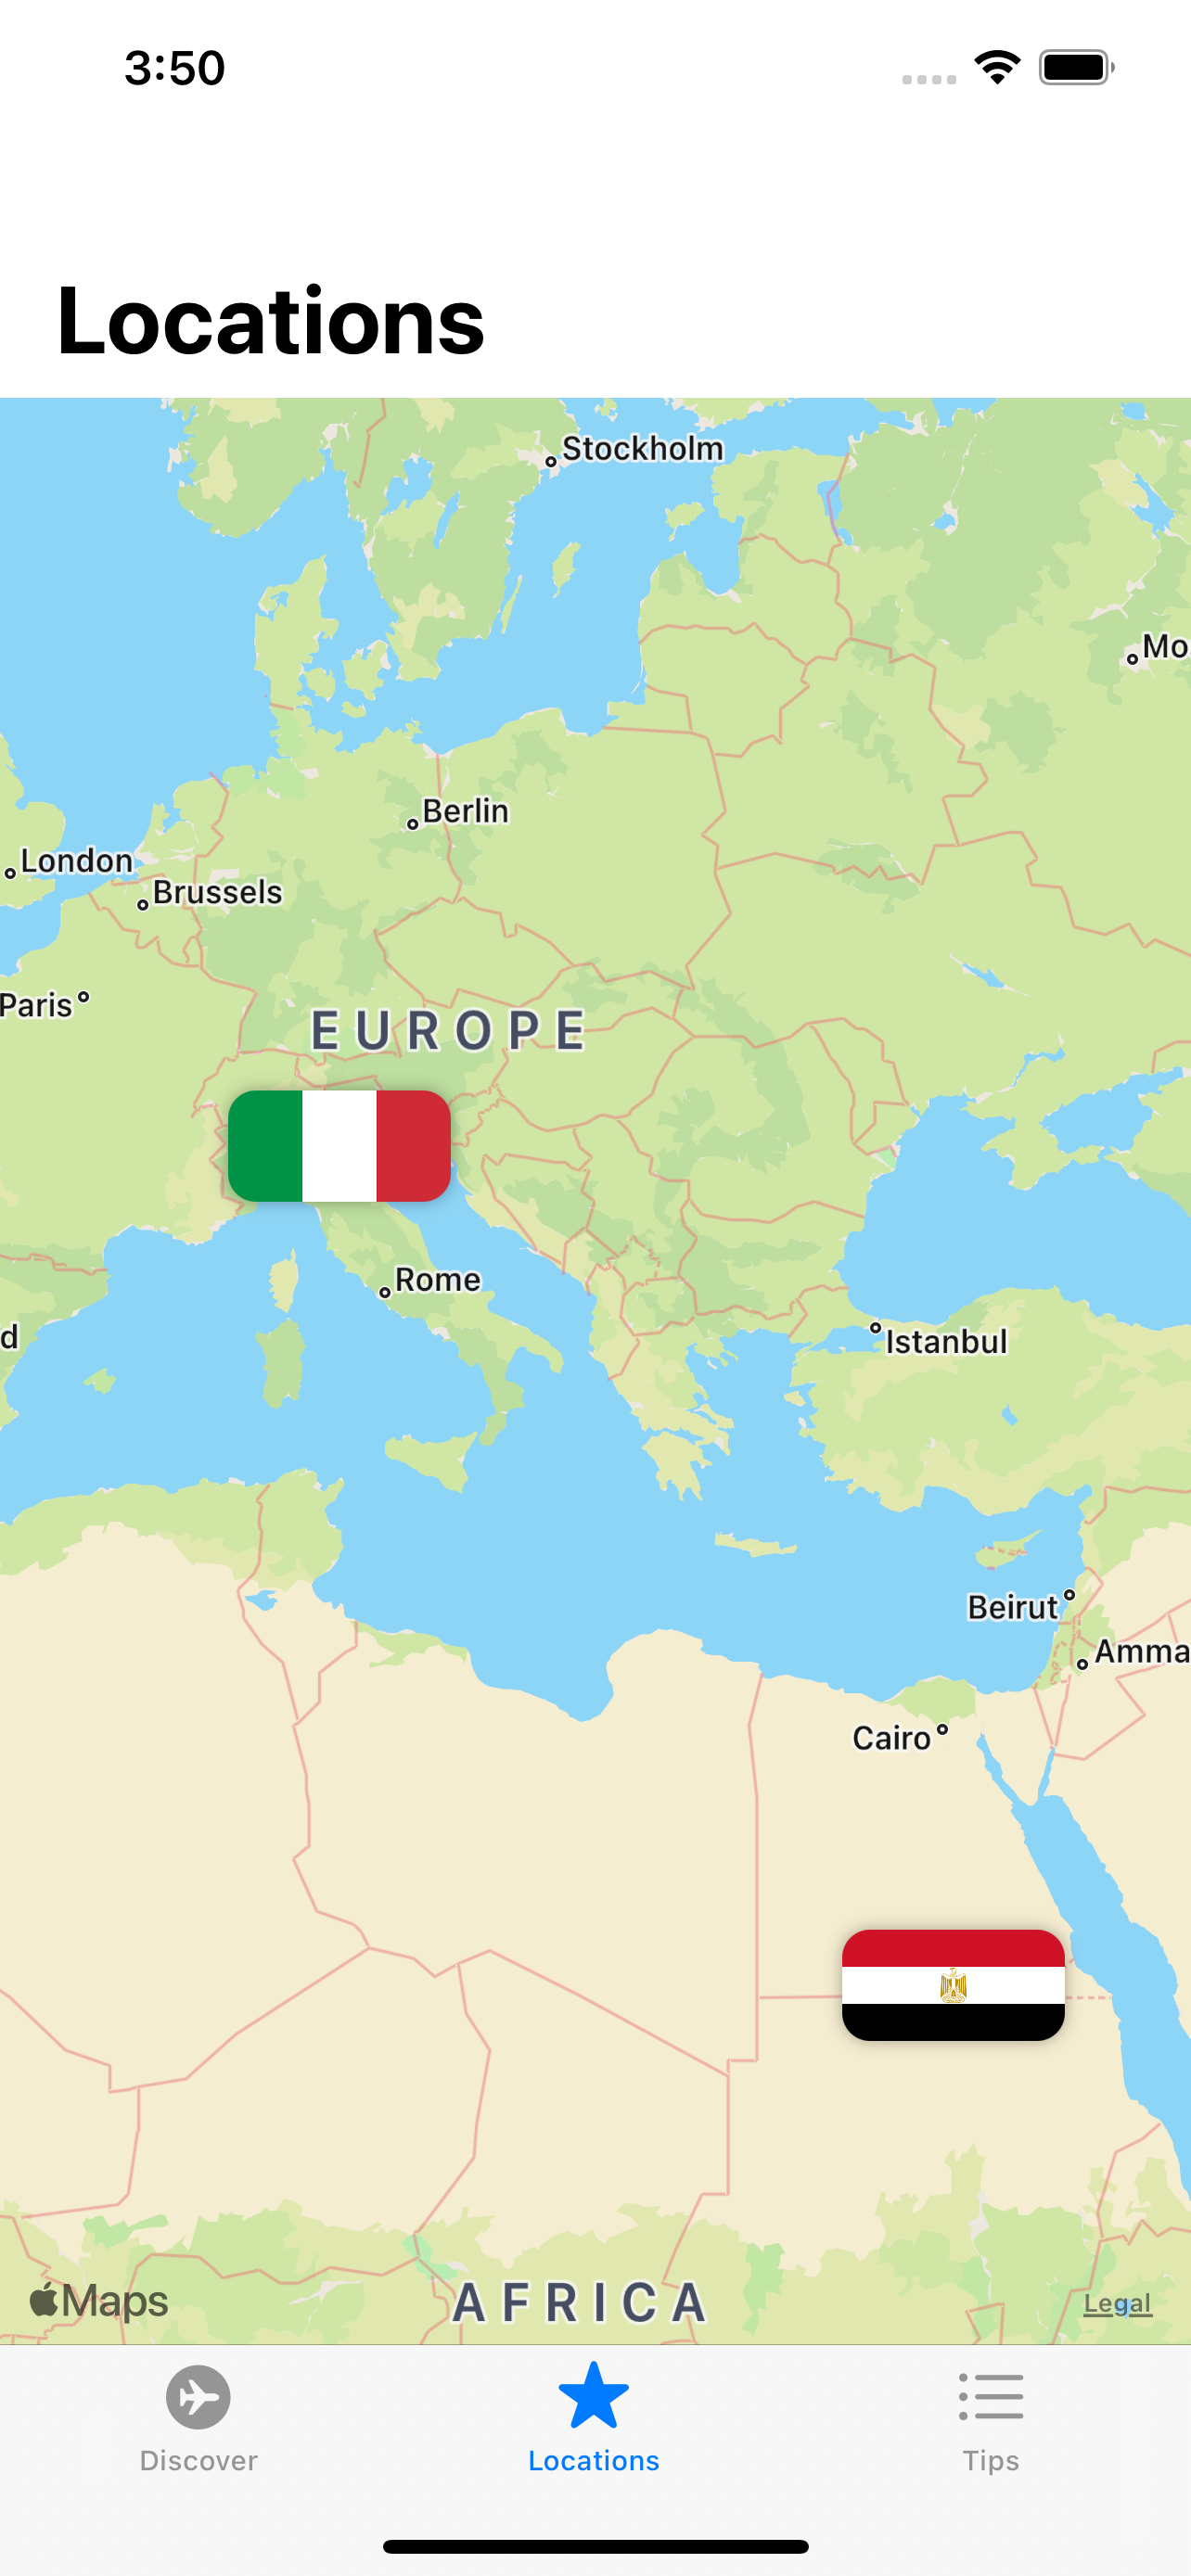 3:50
Locations
Stockholm
Mo
Berlin
London
Brussels
Paris
EUROPE
Rome
d
Istanbul
Beirut
Amma
Cairo
Maps
AFRICA
Legal
Discover
Locations
Tips